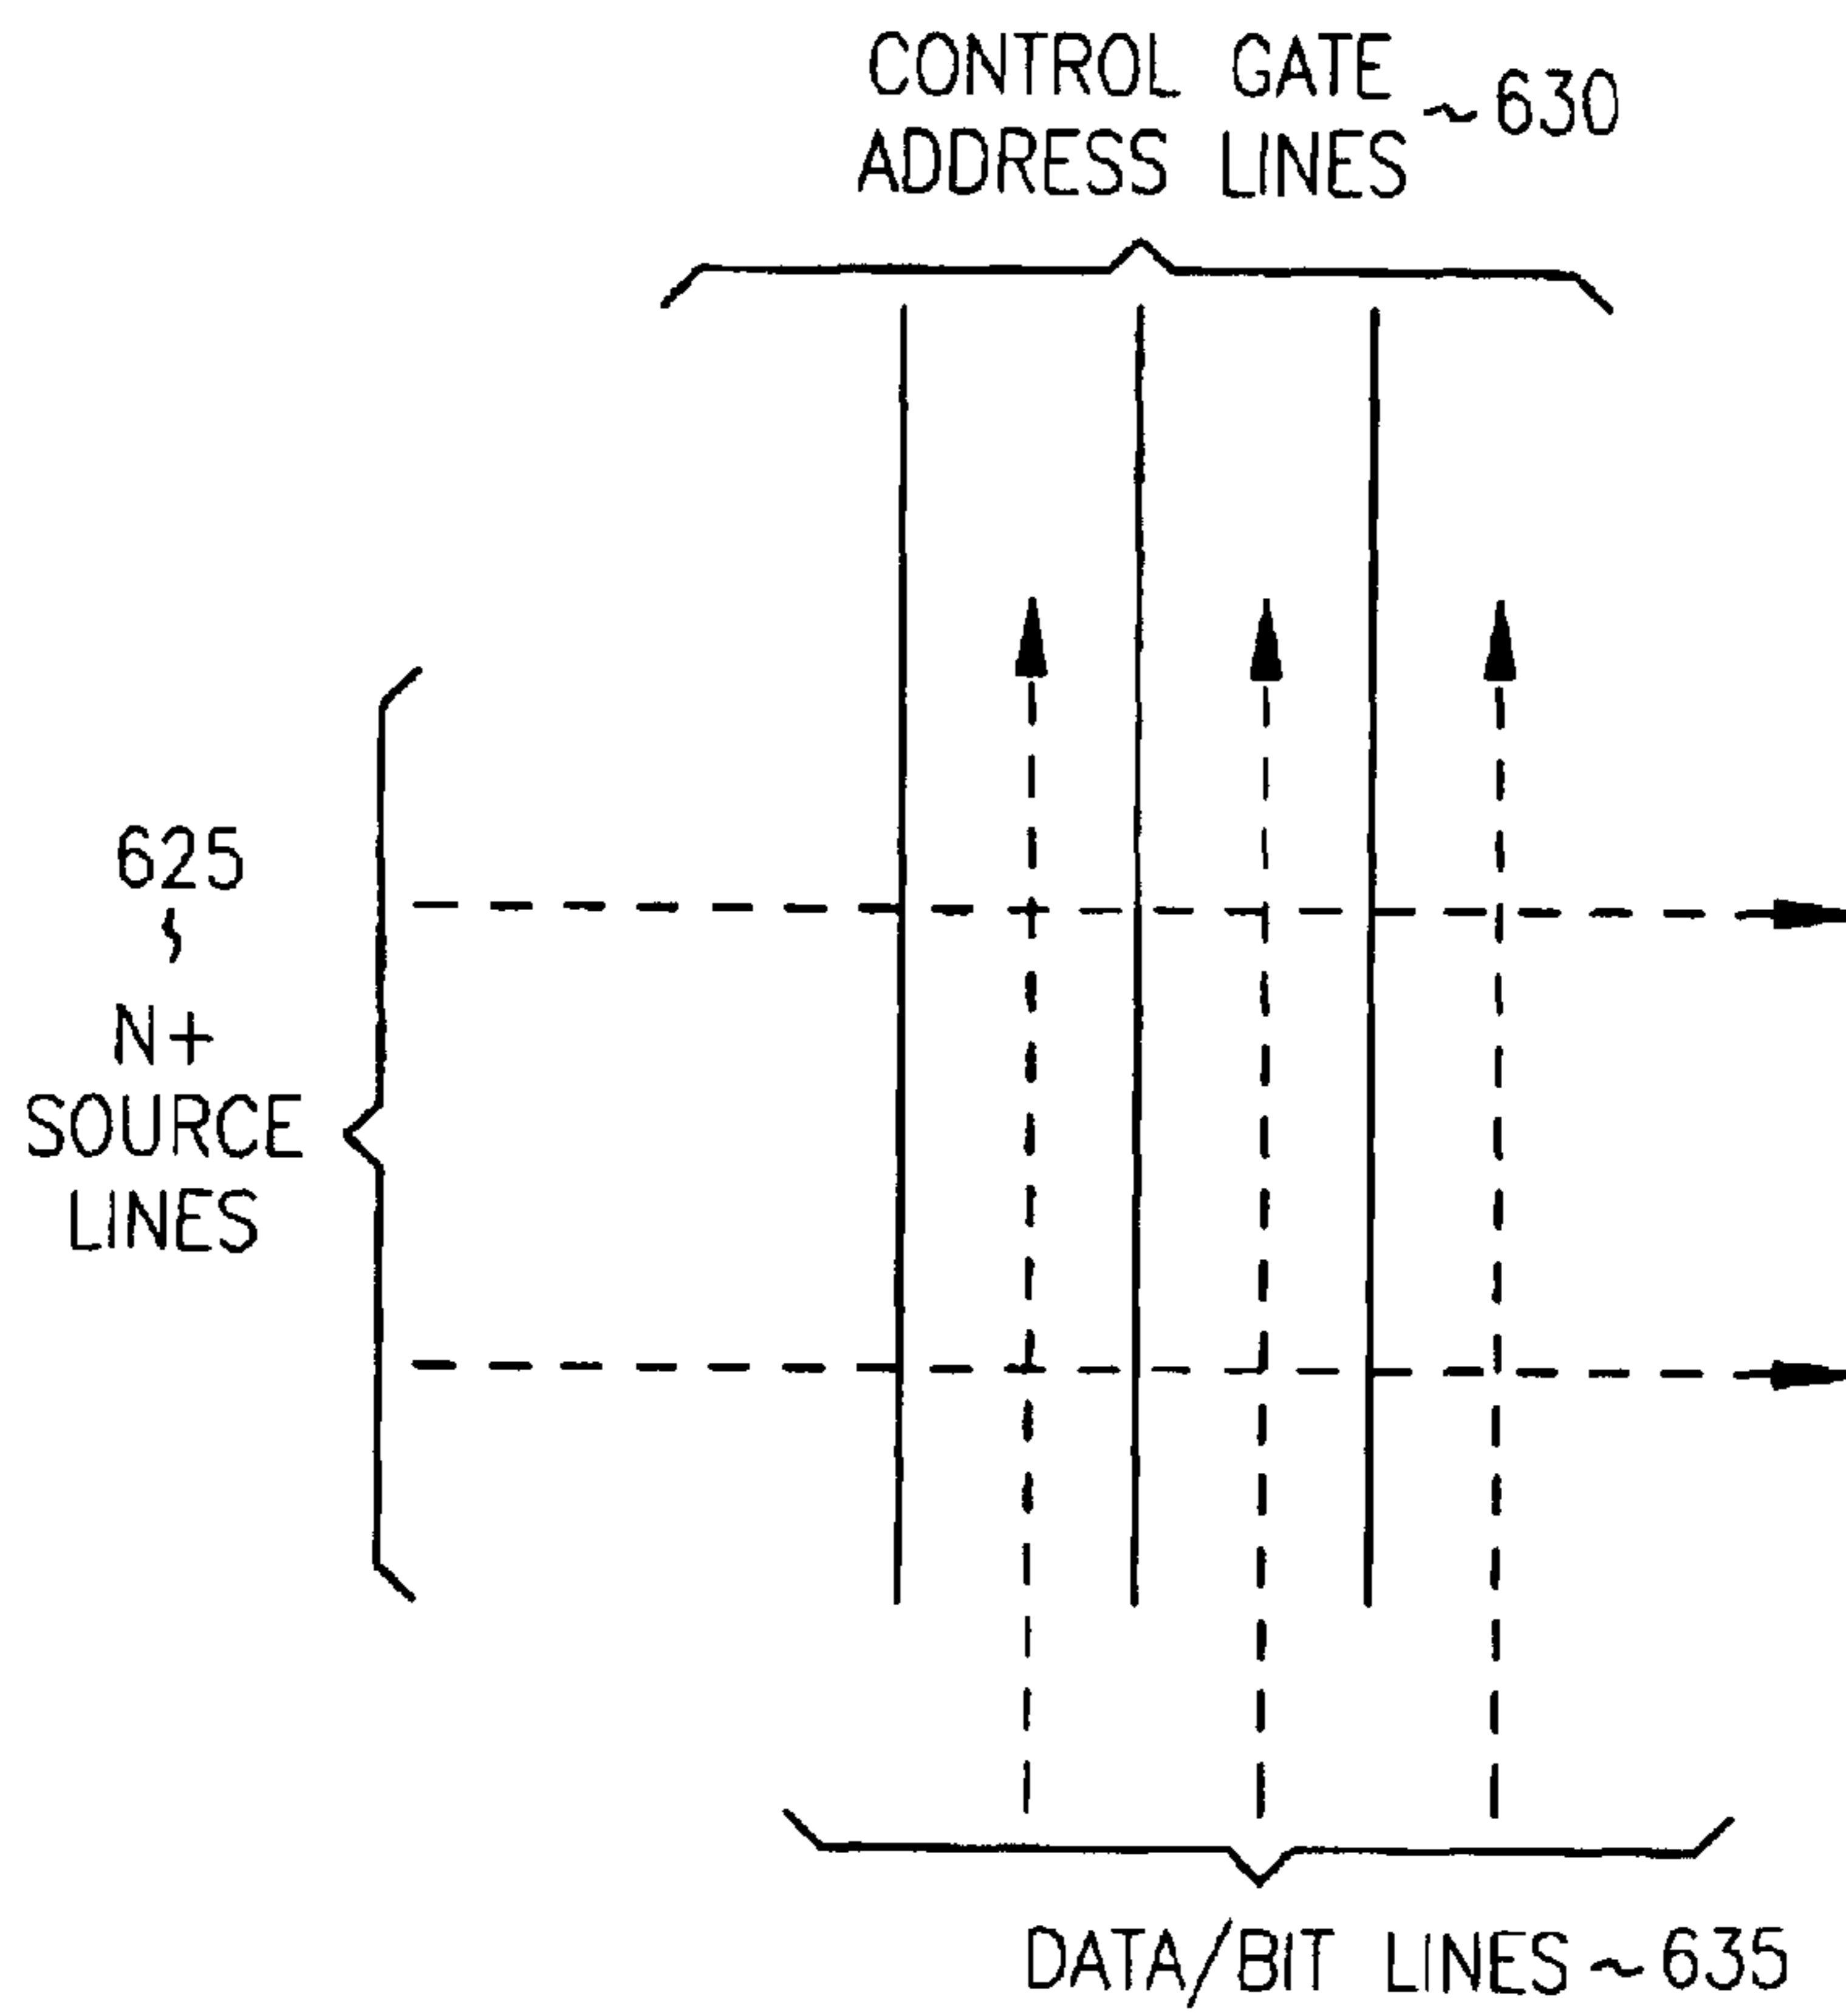 CONTROL GATE
ADDRESS LINES ~630
625
N+
SOURCE
LINES
DATA/BIT LINES ~635